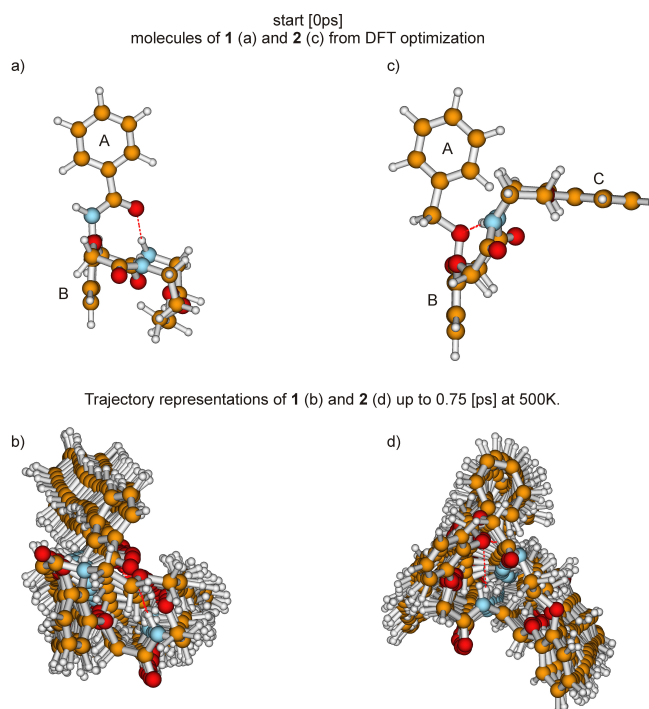 start [0ps]
molecules of 1 (a) and 2 (c) from DFT optimization
a)
c)
A
A
C
B
B
Trajectory representations of 1 (b) and 2 (d) up to 0.75 [ps] at 500K.
b)
d)